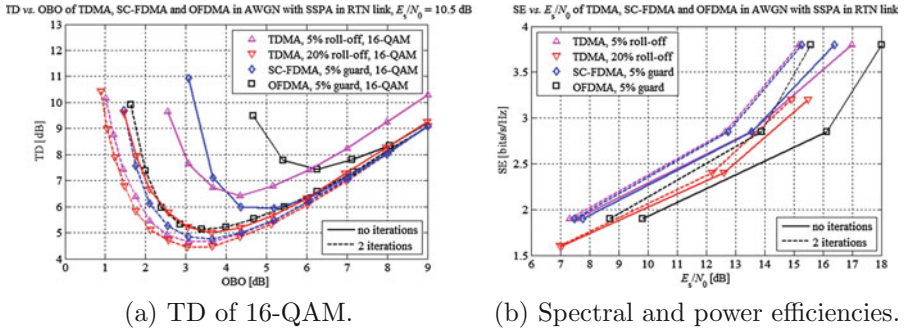 TD vs. OBO of TDMA, SC-FDMA and OFDMA in AWGN with SSPA in RTN link, Es/N0 = 10.5 dB
TDMA, 5% roll-off, 16-QAM
TDMA, 20% roll-off, 16-QAM
SC-FDMA, 5% guard, 16-QAM
OFDMA, 5% guard, 16-QAM
13
12
11
10
9
8
7
6
5
4
TD [dB]
no iterations
2 iterations
0 1 2 3 4 5 6 7 8 9
OBO [dB]
(a) TD of 16-QAM.
SE vs. Es/N0 of TDMA, SC-FDMA and OFDMA in AWGN with SSPA in RTN link
TDMA, 5% roll-off
TDMA, 20% roll-off
SC-FDMA, 5% guard
OFDMA, 5% guard
4
3.5
3
2.5
2
1.5
SE [bits/s/Hz]
no iterations
2 iterations
6 7 8 9 10 11 12 13 14 15 16 17 18
Es/N0 [dB]
(b) Spectral and power efficiencies.